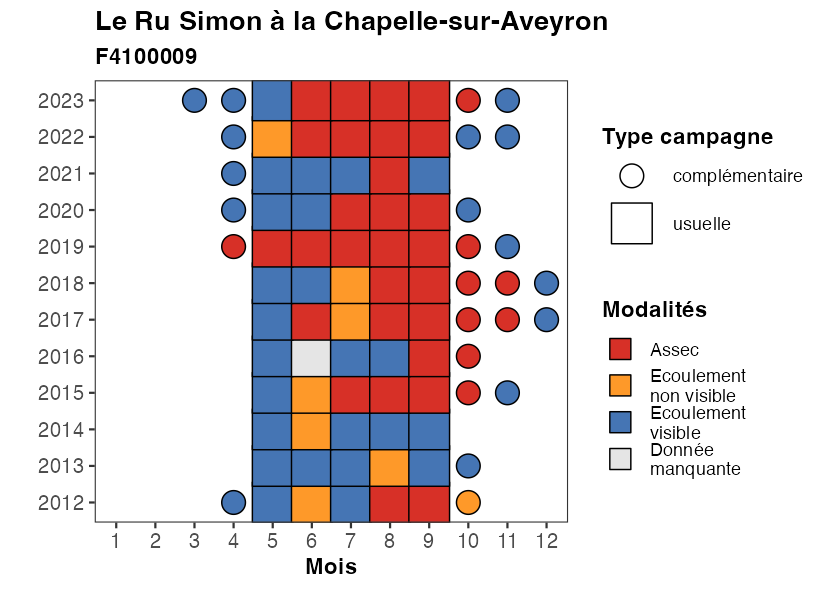 Le Ru Simon à la Chapelle-sur-Aveyron
F4100009
2023
2022
2021
2020
2019
2018
2017
2016
2015
2014
2013
2012
1 2 3 4 5 6 7 8 9 10 11 12
Mois
Type campagne
complémentaire
usuelle
Modalités
Assec
Ecoulement
non visible
Ecoulement
visible
Donnée
manquante